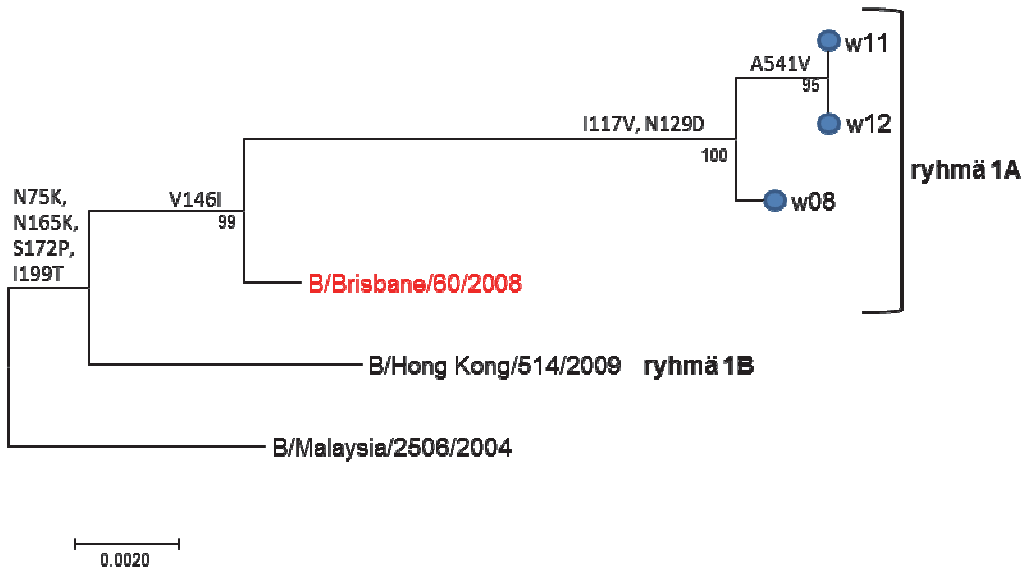 w11
A541V
95
w12
I117V, N129D
100
ryhmä 1A
N75K,
N165K,
S172P,
I199T
V146I
99
w08
B/Brisbane/60/2008
B/Hong Kong/514/2009 ryhmä 1B
B/Malaysia/2506/2004
0.0020